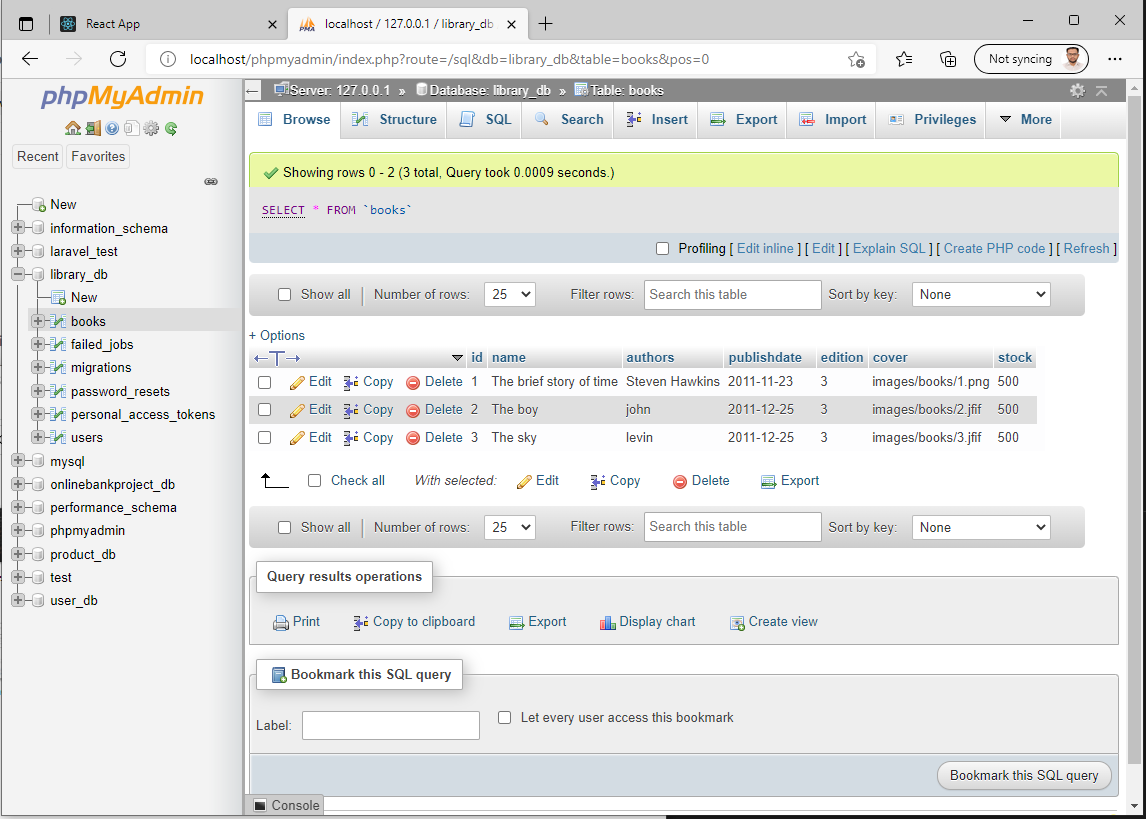 React App
localhost / 127.0.0.1 / library_db
localhost/phpmyadmin/index.php?route=/sql&db=library_db&table=books&pos=0
Not syncing
phpMyAdmin
Recent
Favorites
New
information_schema
laravel_test
library_db
New
books
failed_jobs
migrations
password_resets
personal_access_tokens
users
mysql
onlinebankproject_db
performance_schema
phpmyadmin
product_db
test
user_db
Server: 127.0.0.1 » Database: library_db » Table: books
Browse Structure SQL Search Insert Export Import Privileges More
Showing rows 0 - 2 (3 total, Query took 0.0009 seconds.)
SELECT * FROM `books`
Profiling [ Edit inline ] [ Edit ] [ Explain SQL ] [ Create PHP code ] [ Refresh ]
Show all Number of rows: 25 Filter rows: Search this table Sort by key: None
+ Options
id name authors publishdate edition cover stock
Edit Copy Delete 1 The brief story of time Steven Hawkins 2011-11-23 3 images/books/1.png 500
Edit Copy Delete 2 The boy john 2011-12-25 3 images/books/2.jfif 500
Edit Copy Delete 3 The sky levin 2011-12-25 3 images/books/3.jfif 500
Check all With selected: Edit Copy Delete Export
Show all Number of rows: 25 Filter rows: Search this table Sort by key: None
Query results operations
Print Copy to clipboard Export Display chart Create view
Bookmark this SQL query
Label: Let every user access this bookmark
Bookmark this SQL query
Console